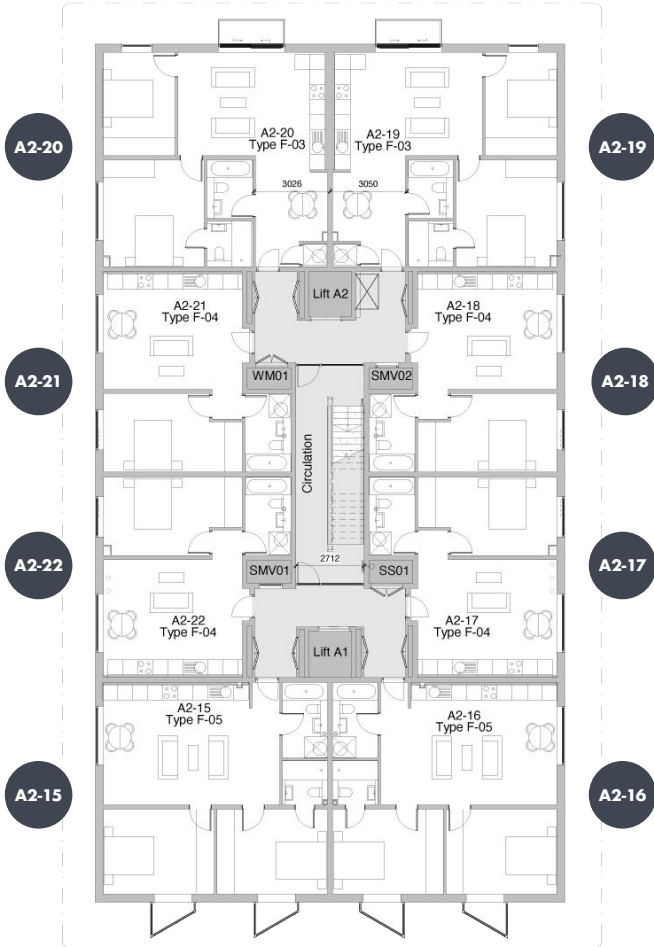 A2-20
A2-20
Type F-03
A2-19
Type F-03
A2-19
3026
3050
Lift A2
A2-21
Type F-04
A2-18
Type F-04
A2-21
WM01
SMV02
A2-18
Circulation
2712
A2-22
SMV01
SS01
A2-17
A2-22
Type F-04
A2-17
Type F-04
Lift A1
A2-15
Type F-05
A2-16
Type F-05
A2-15
A2-16